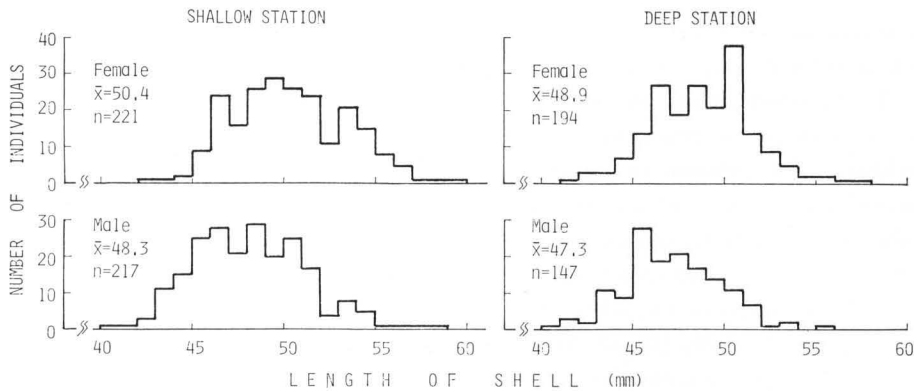 SHALLOW STATION
DEEP STATION
NUMBER OF INDIVIDUALS
40
30
20
10
0
Female
x̄=50,4
n=221
Female
x̄=48,9
n=194
30
20
10
0
Male
x̄=48,3
n=217
Male
x̄=47,3
n=147
40 45 50 55 60
40 45 50 55 60
LENGTH OF SHELL (mm)